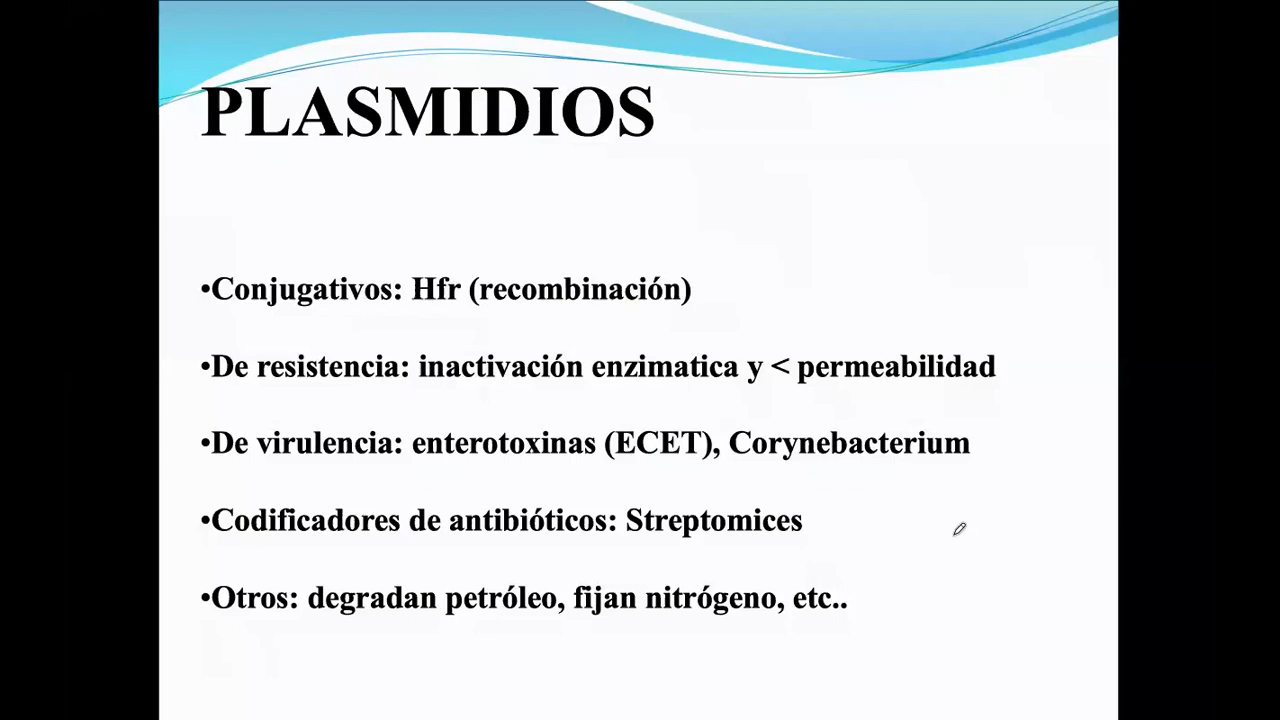 PLASMIDIOS
•Conjugativos: Hfr (recombinación)
•De resistencia: inactivación enzimatica y < permeabilidad
•De virulencia: enterotoxinas (ECET), Corynebacterium
•Codificadores de antibióticos: Streptomices
•Otros: degradan petróleo, fijan nitrógeno, etc..